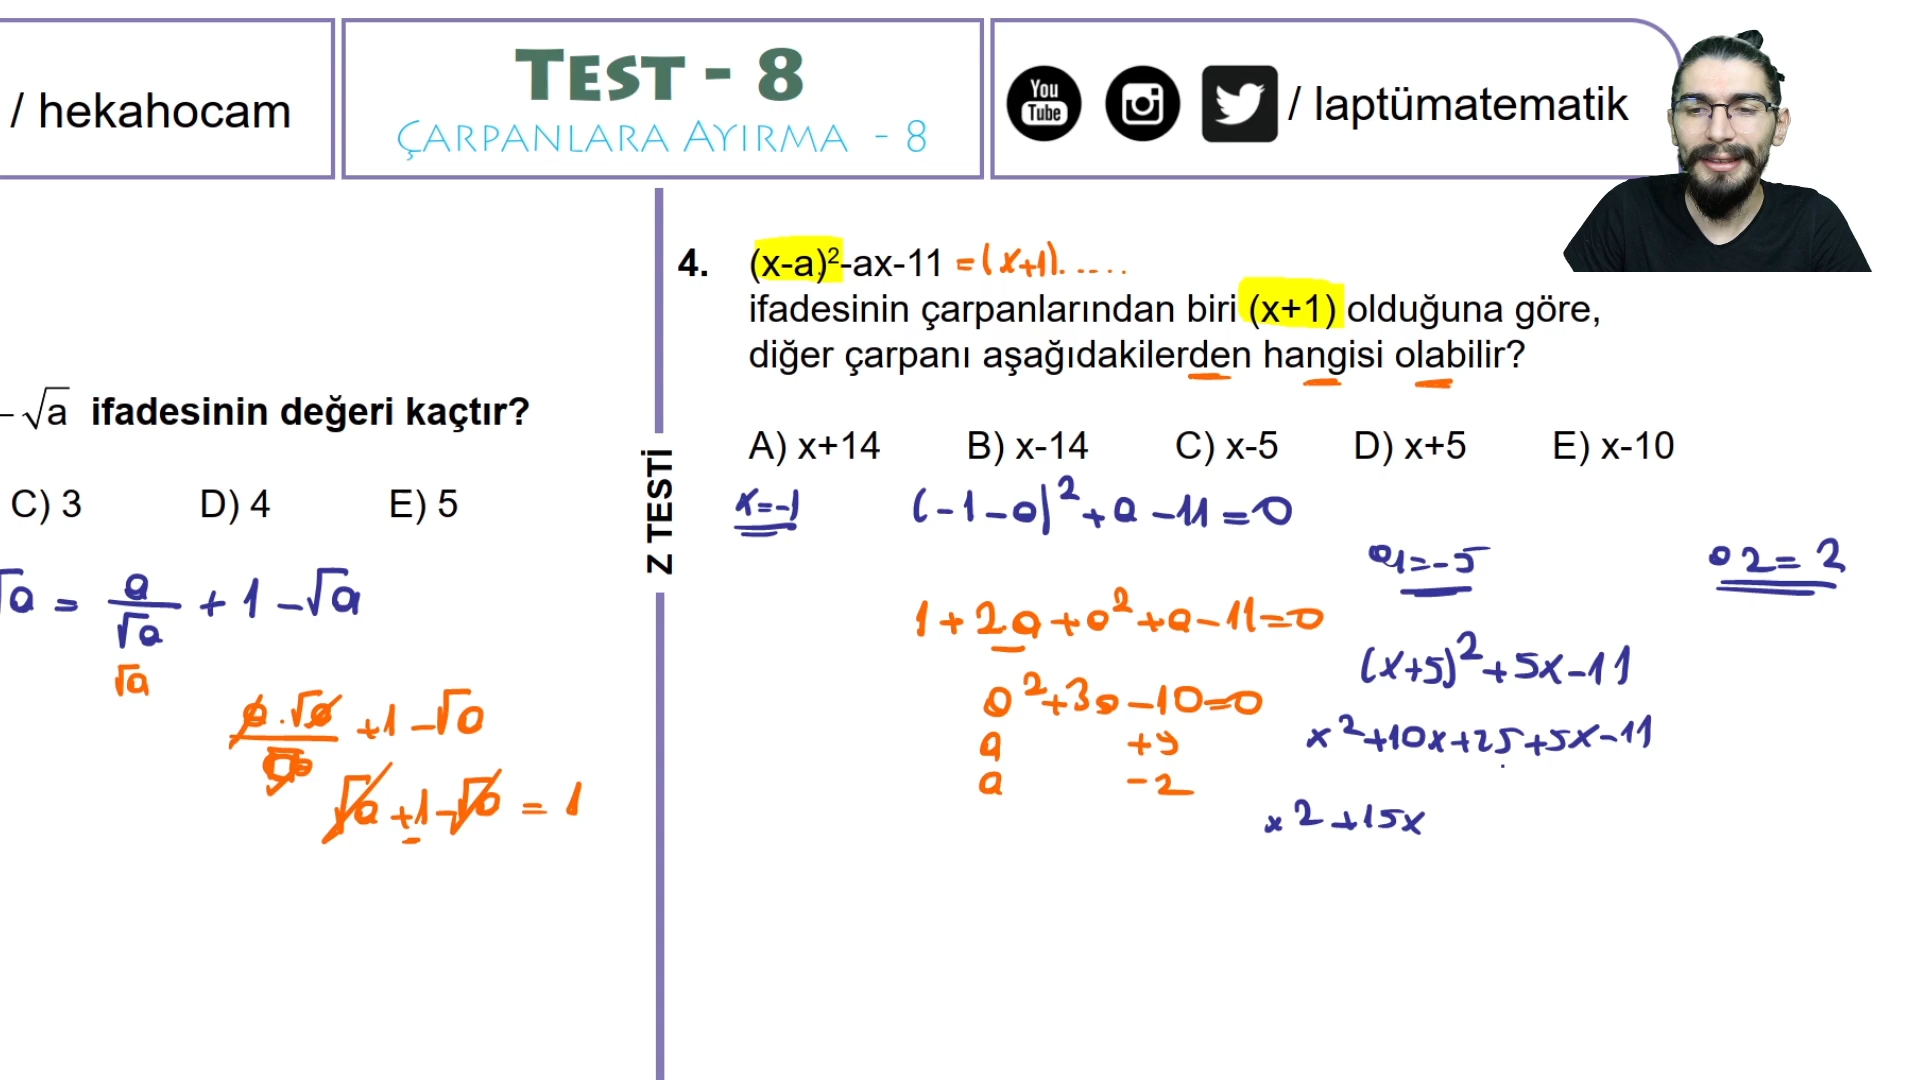 / hekahocam
TEST - 8
ÇARPANLARA AYIRMA - 8
You Tube / laptümatematik
- √a ifadesinin değeri kaçtır?
C) 3 D) 4 E) 5
√a = a/√a + 1 - √a
√a
a.√a/√a + 1 - √a
√a + 1 - √a = 1
Z TESTİ
4. (x-a)²-ax-11 = (x+1). ....
ifadesinin çarpanlarından biri (x+1) olduğuna göre,
diğer çarpanı aşağıdakilerden hangisi olabilir?
A) x+14 B) x-14 C) x-5 D) x+5 E) x-10
x=-1 (-1-a)²+a-11=0
1+2a+a²+a-11=0
a²+3a-10=0
a +5
a -2
a1=-5 a2=2
(x+5)²+5x-11
x²+10x+25+5x-11
x²+15x